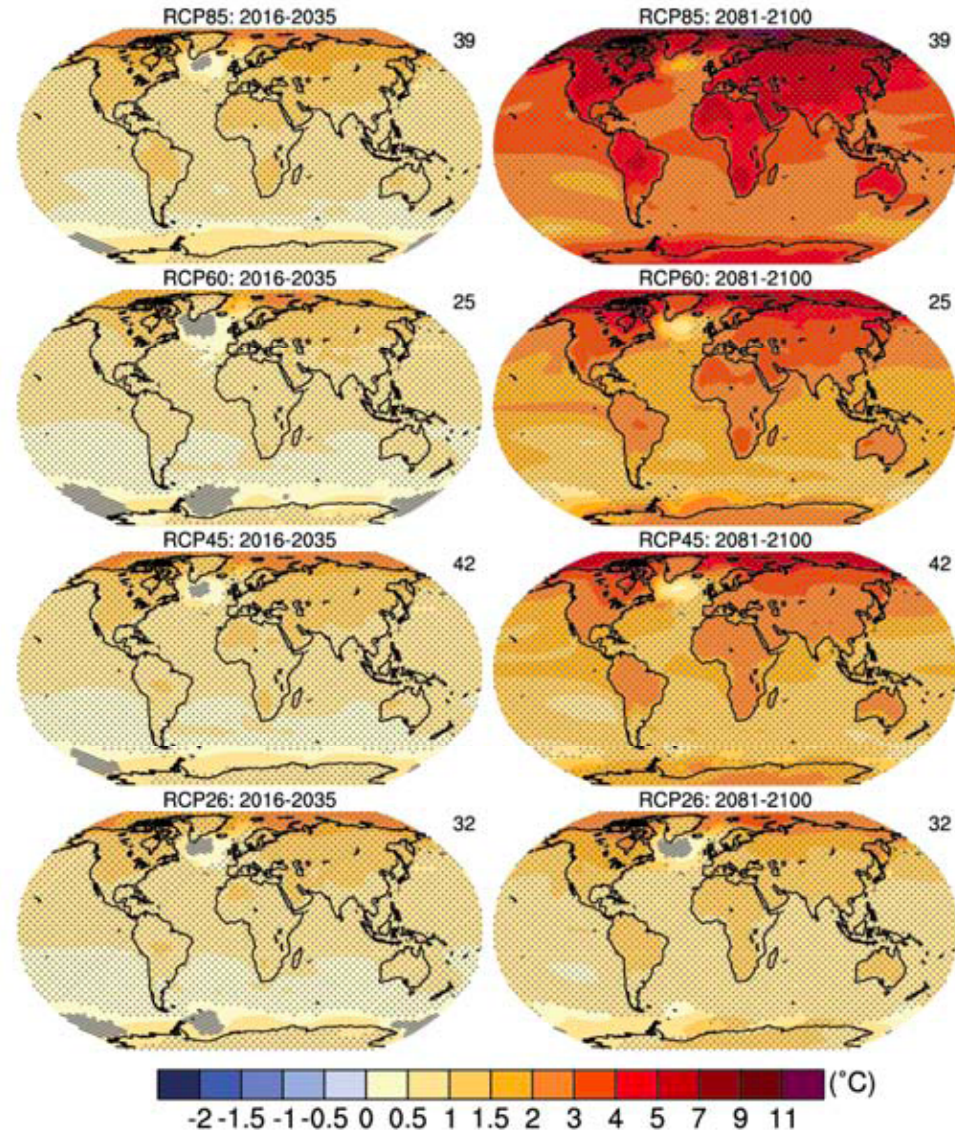 RCP85: 2016-2035 RCP85: 2081-2100
39 39
RCP60: 2016-2035 RCP60: 2081-2100
25 25
RCP45: 2016-2035 RCP45: 2081-2100
42 42
RCP26: 2016-2035 RCP26: 2081-2100
32 32
(°C)
-2 -1.5 -1 -0.5 0 0.5 1 1.5 2 3 4 5 7 9 11